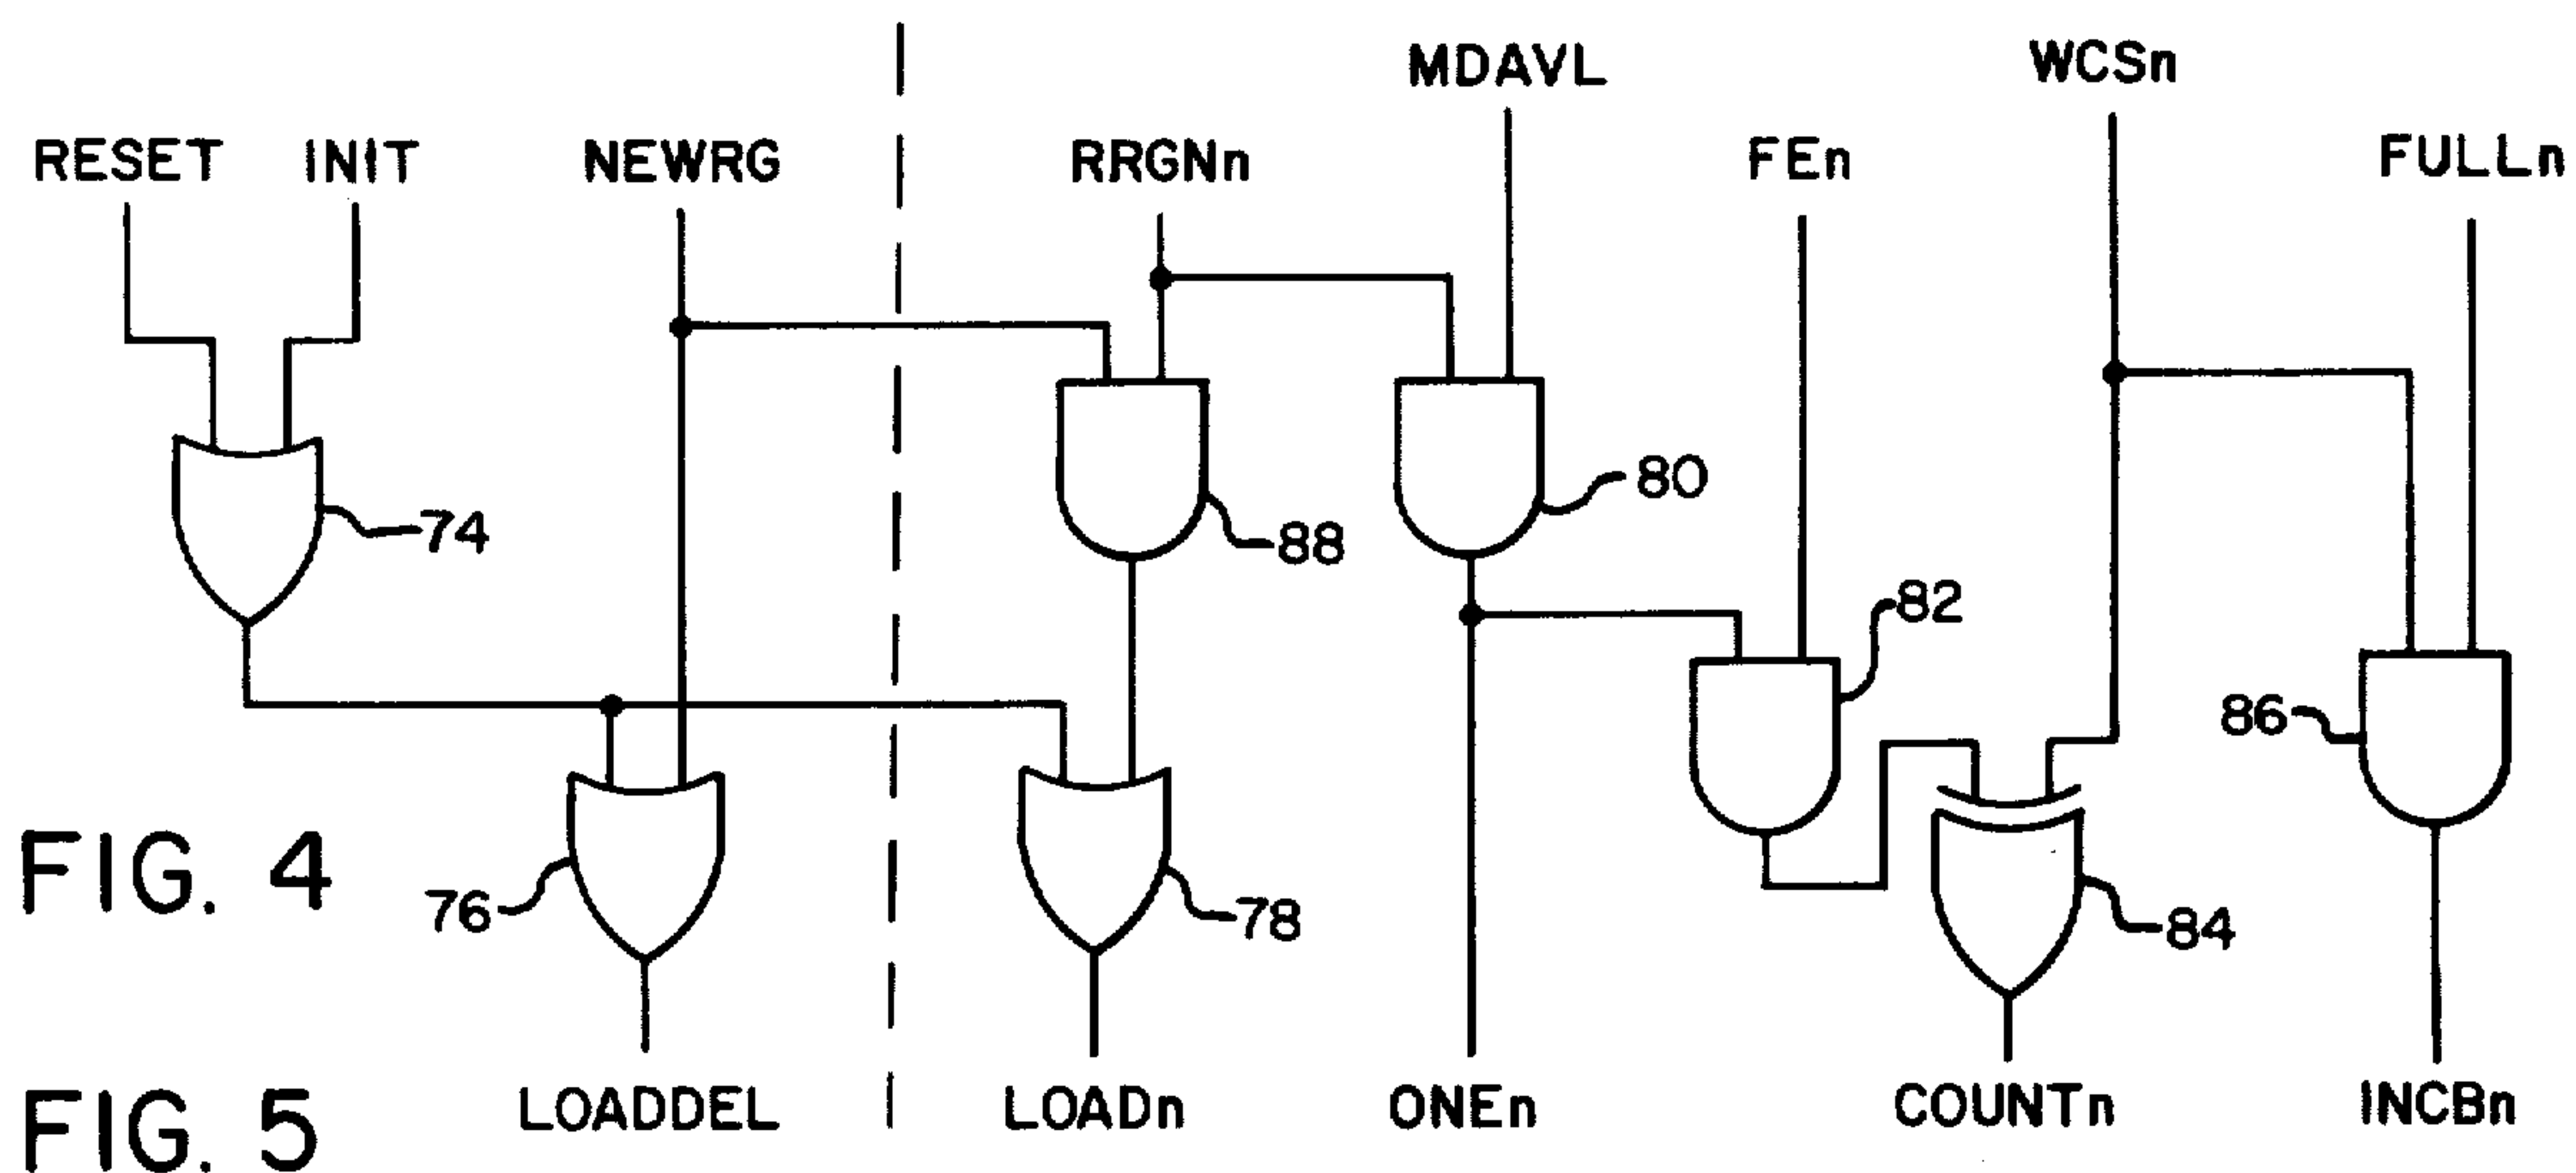 MDAVL
WCSn
RESET
INIT
NEWRG
RRGNn
FEn
FULLn
80
74
88
82
86
FIG. 4
76
78
84
LOADDEL
LOADn
ONEn
COUNTn
INCBn
FIG. 5